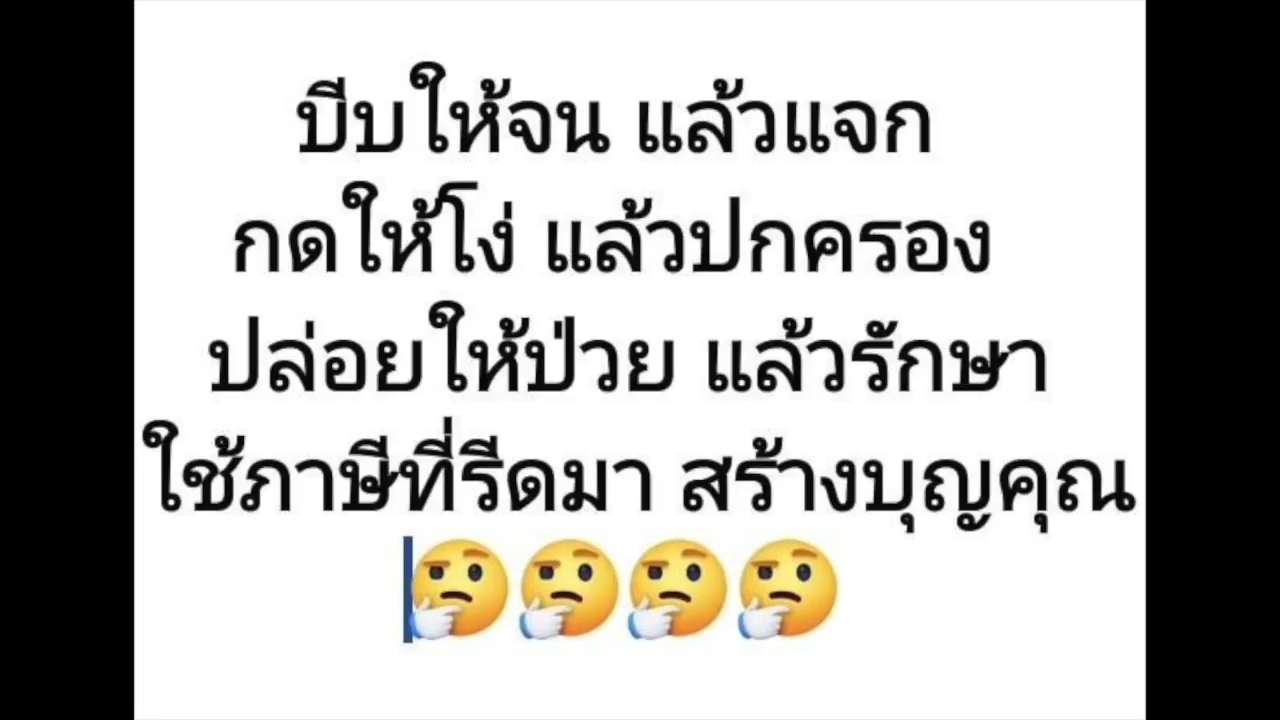 บีบให้จน แล้วแจก
กดให้โง่ แล้วปกครอง
ปล่อยให้ป่วย แล้วรักษา
ใช้ภาษีที่รีดมา สร้างบุญคุณ
🤔🤔🤔🤔